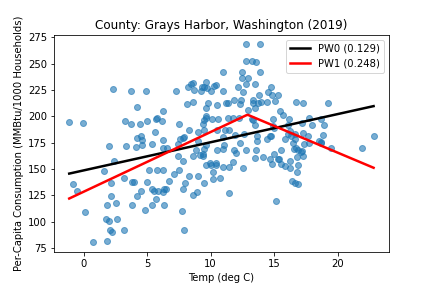 County: Grays Harbor, Washington (2019)
Per-Capita Consumption (MMBtu/1000 Households)
275
250
225
200
175
150
125
100
75
PW0 (0.129)
PW1 (0.248)
0 5 10 15 20
Temp (deg C)